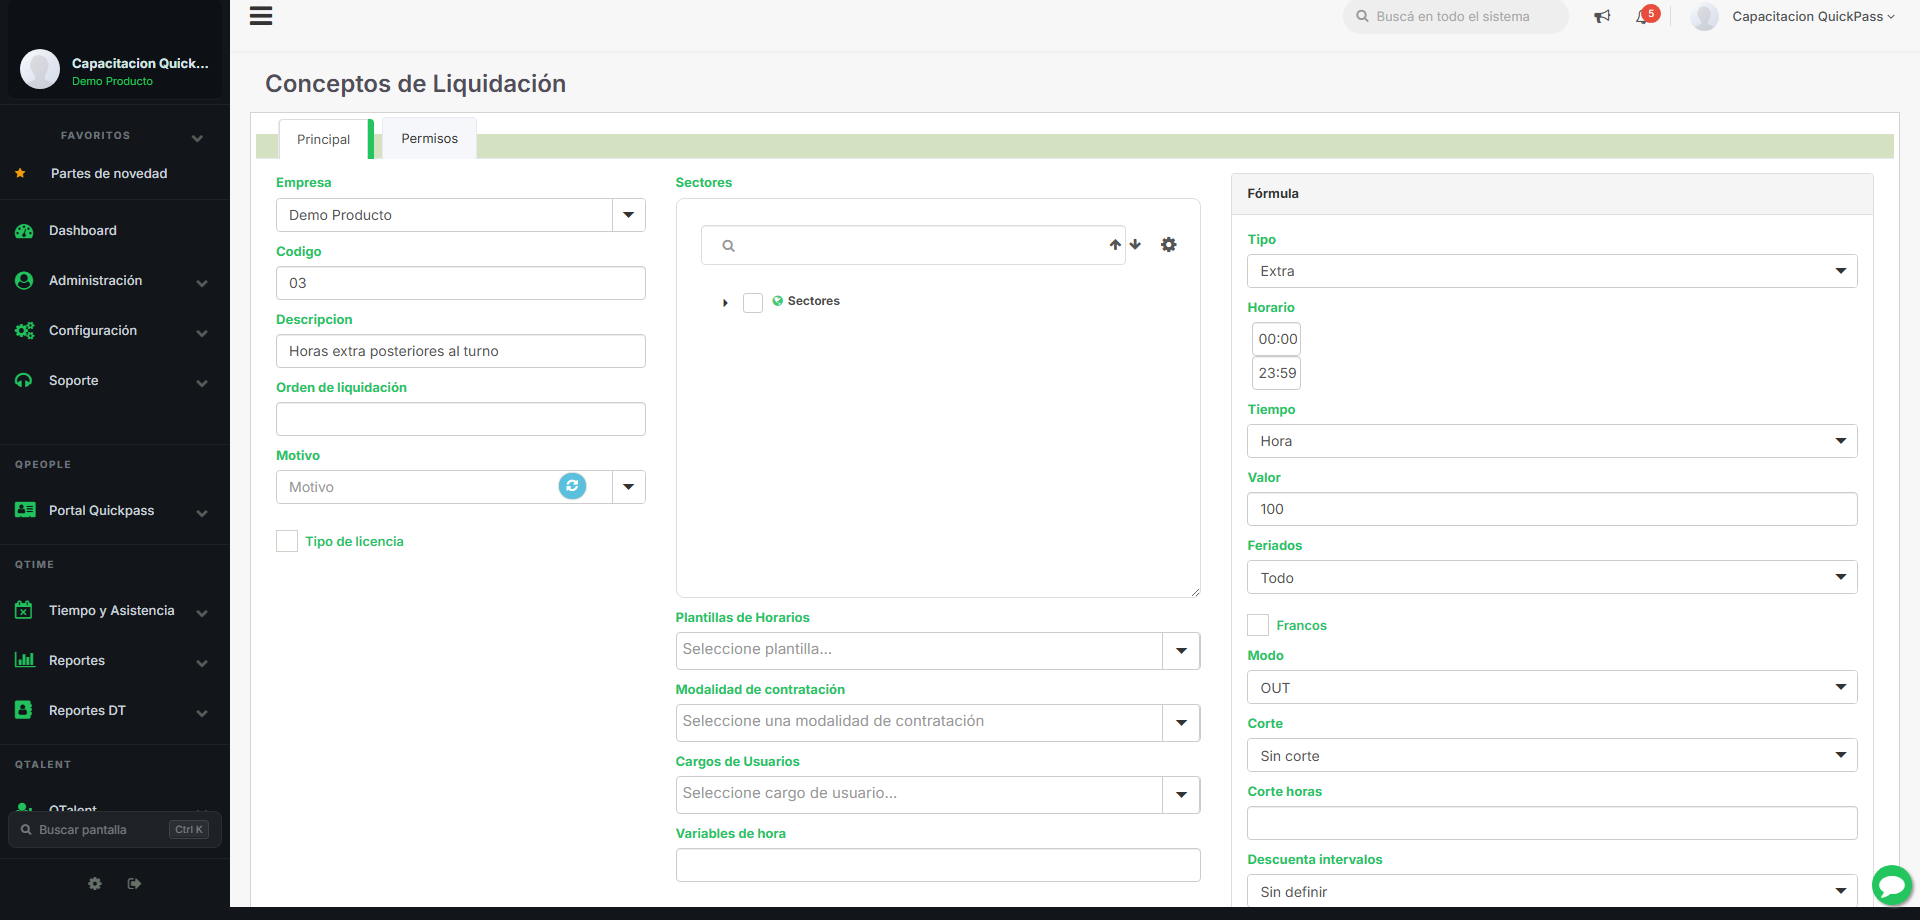 Capacitacion Quick...
Demo Producto
FAVORITOS
Partes de novedad
Dashboard
Administración
Configuración
Soporte
QPEOPLE
Portal Quickpass
QTIME
Tiempo y Asistencia
Reportes
Reportes DT
QTALENT
QTalent
Buscar pantalla
Ctrl K
Buscá en todo el sistema
5
Capacitacion QuickPass
Conceptos de Liquidación
Principal
Permisos
Empresa
Demo Producto
Codigo
03
Descripcion
Horas extra posteriores al turno
Orden de liquidación
Motivo
Motivo
Tipo de licencia
Sectores
Sectores
Plantillas de Horarios
Seleccione plantilla...
Modalidad de contratación
Seleccione una modalidad de contratación
Cargos de Usuarios
Seleccione cargo de usuario...
Variables de hora
Fórmula
Tipo
Extra
Horario
00:00
23:59
Tiempo
Hora
Valor
100
Feriados
Todo
Francos
Modo
OUT
Corte
Sin corte
Corte horas
Descuenta intervalos
Sin definir